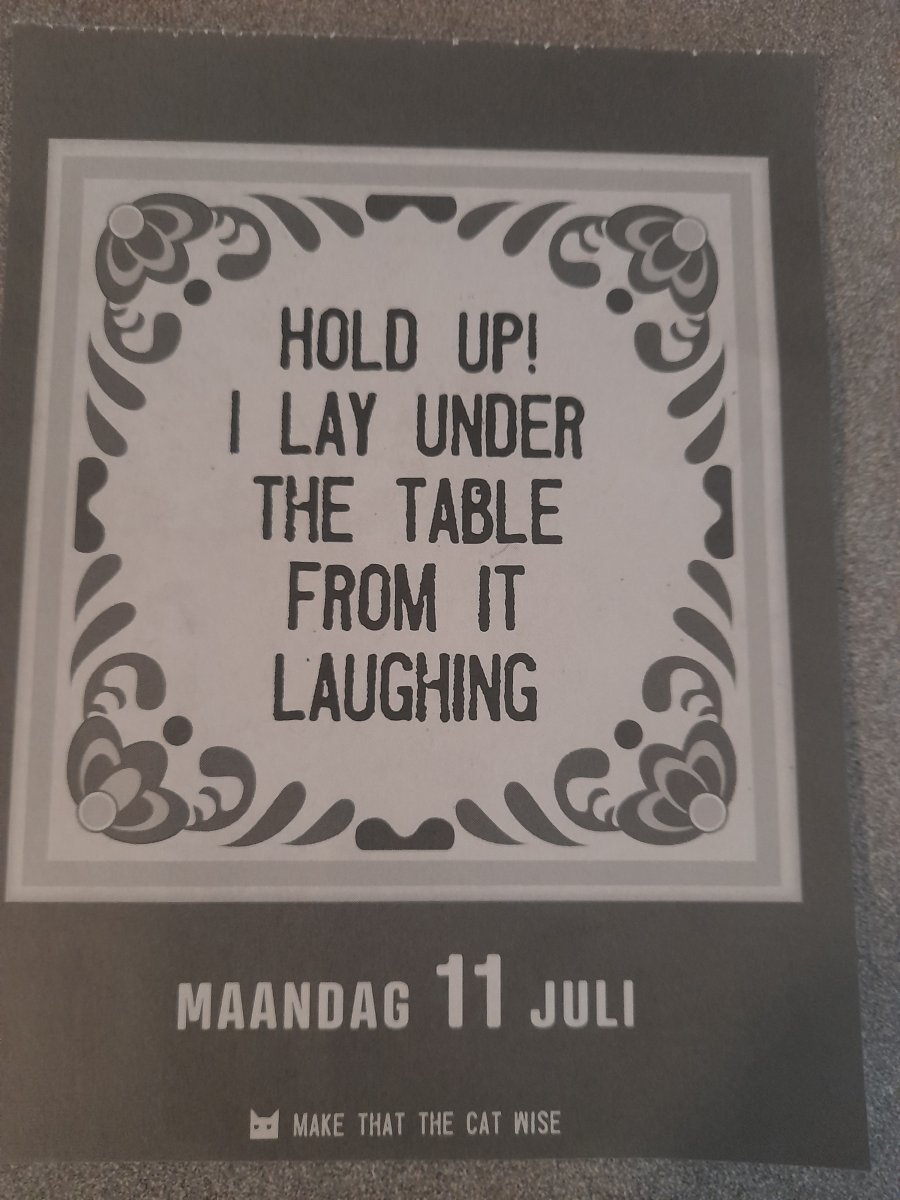 HOLD UP!
I LAY UNDER
THE TABLE
FROM IT
LAUGHING
MAANDAG 11 JULI
MAKE THAT THE CAT WISE